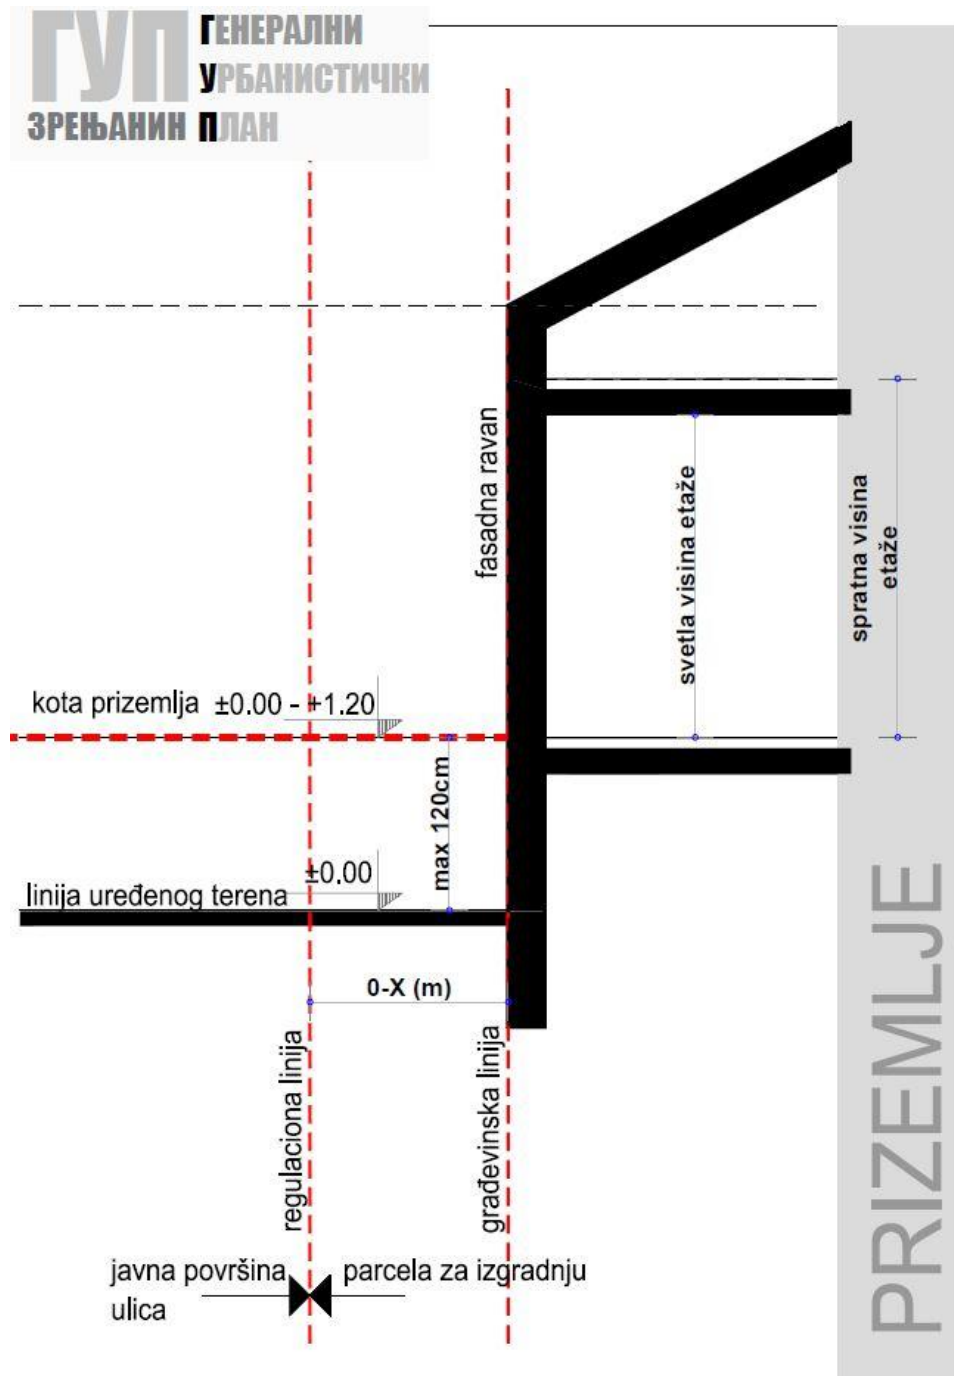 ГУП ГЕНЕРАЛНИ
УРБАНИСТИЧКИ
ЗРЕЊАНИН ПЛАН
fasadna ravan
svetla visina etaže
spratna visina
etaže
kota prizemlja ±0.00 - +1.20
max 120cm
±0.00
linija uređenog terena
0-X (m)
regulaciona linija
građevinska linija
javna površina
ulica
parcela za izgradnju
PRIZEMLJE